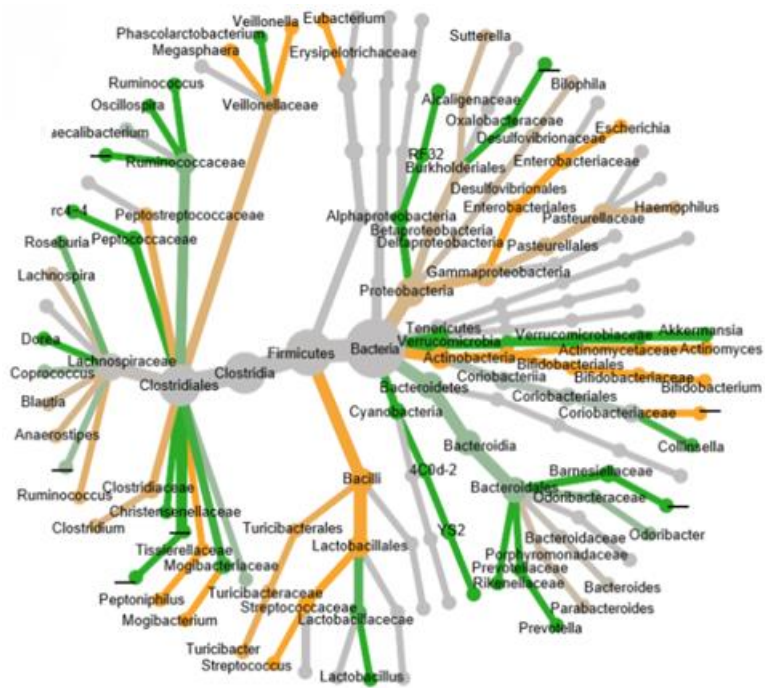 Eubacterium
Veillonella
Phascolarctobacterium
Megasphaera
Erysipelotrichaceae
Sutterella
Bilophila
Ruminococcus
Oscillospira
aecalibacterium
Veillonellaceae
Alcaligenaceae
Oxalobacteraceae
Desulfovibrionaceae
Escherichia
Ruminococcaceae
RF32
Burkholderiales
Enterobacteriaceae
Desulfovibrionales
Enterobacteriales
Haemophilus
Peptostreptococcaceae
Alphaproteobacteria
Pasteurellaceae
Betaproteobacteria
Deltaproteobacteria
Pasteurellales
Roseburia
Peptococcaceae
Lachnospira
Gammaproteobacteria
Proteobacteria
Tenericutes
Verrucomicrobia
Verrucomicrobiaceae
Akkermansia
Dorea
Lachnospiraceae
Clostridia
Firmicutes
Bacteria
Actinobacteria
Actinomycetaceae
Actinomyces
Bifidobacteriales
Coprococcus
Clostridiales
Bacteroidetes
Coriobacteriia
Bifidobacteriaceae
Bifidobacterium
Blautia
Coriobacteriales
Cyanobacteria
Coriobacteriaceae
Anaerostipes
Bacteroidia
Collinsella
4C0d-2
Barnesiellaceae
Ruminococcus
Clostridiaceae
Bacilli
Bacteroidales
Odoribacteraceae
Christensenellaceae
Clostridium
Turicibacterales
YS2
Odoribacter
Tissierellaceae
Lactobacillales
Bacteroidaceae
Mogibacteriaceae
Porphyromonadaceae
Prevotellaceae
Peptoniphilus
Turicibacteraceae
Rikenellaceae
Bacteroides
Mogibacterium
Streptococcaceae
Lactobacillaceae
Parabacteroides
Prevotella
Turicibacter
Streptococcus
Lactobacillus